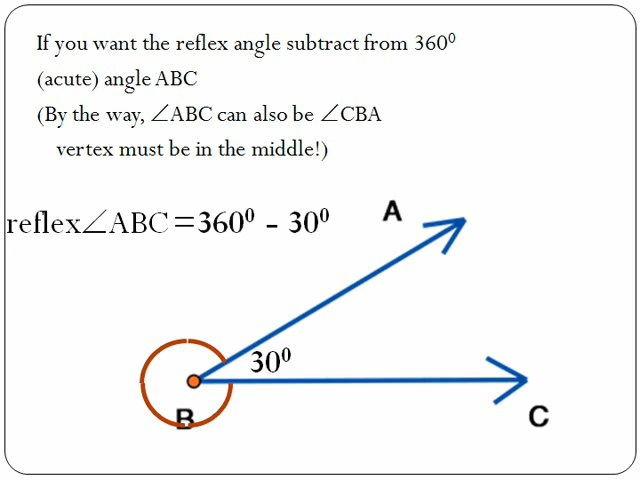 If you want the reflex angle subtract from 360⁰
(acute) angle ABC
(By the way, ∠ABC can also be ∠CBA
vertex must be in the middle!)
reflex∠ABC=360⁰ - 30⁰
A
30⁰
B
C